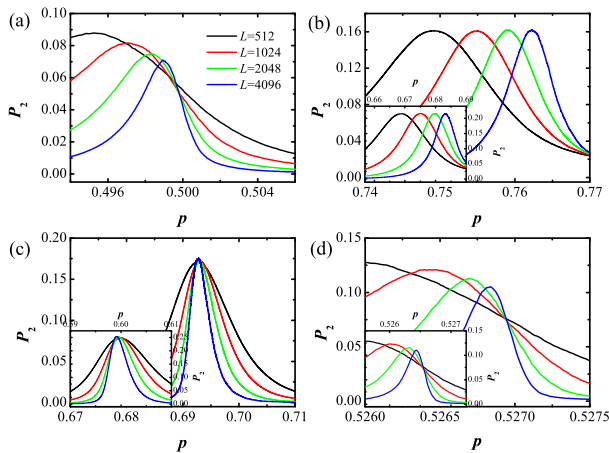 (a)
L=512
L=1024
L=2048
L=4096
P2
0.10
0.08
0.06
0.04
0.02
0.00
0.496
0.500
0.504
p
(b)
P2
0.16
0.12
0.08
0.04
0.00
0.74
0.75
0.76
0.77
p
p
0.66
0.67
0.68
0.69
0.20
0.15
0.10
0.05
0.00
P2
(c)
P2
0.20
0.15
0.10
0.05
0.00
0.67
0.68
0.69
0.70
0.71
p
p
0.59
0.60
0.61
0.25
0.20
0.15
0.10
0.05
0.00
P2
(d)
P2
0.15
0.10
0.05
0.00
0.5260
0.5265
0.5270
0.5275
p
p
0.526
0.527
0.15
0.10
0.05
0.00
P2